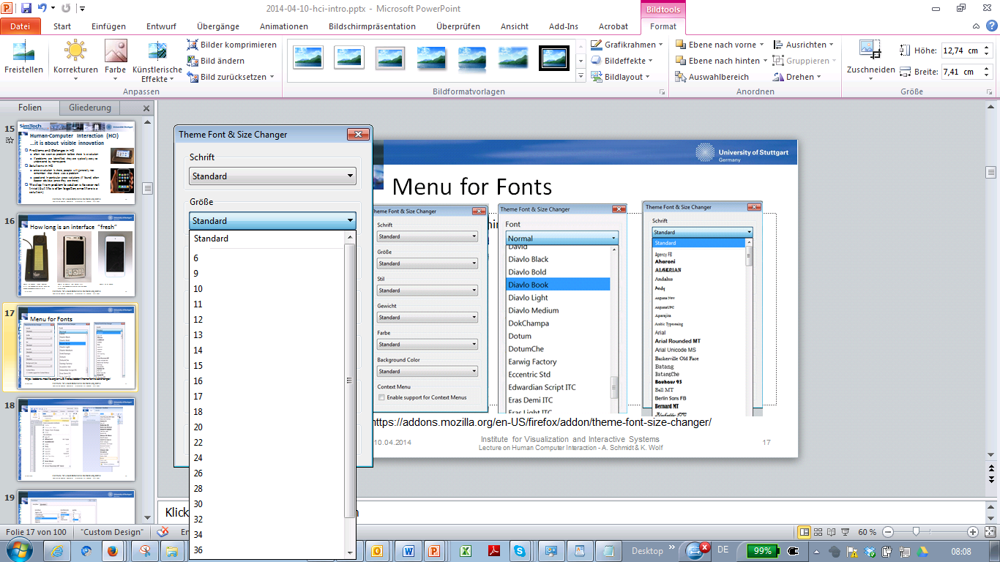 2014-04-10-hci-intro.pptx - Microsoft PowerPoint
Bildtools
Datei Start Einfügen Entwurf Übergänge Animationen Bildschirmpräsentation Überprüfen Ansicht Add-Ins Acrobat Format
Freistellen
Korrekturen
Farbe
Künstlerische Effekte
Bilder komprimieren
Bild ändern
Bild zurücksetzen
Anpassen
Bildformatvorlagen
Grafikrahmen
Bildeffekte
Bildlayout
Ebene nach vorne
Ebene nach hinten
Auswahlbereich
Ausrichten
Gruppieren
Drehen
Anordnen
Zuschneiden
Höhe: 12,74 cm
Breite: 7,41 cm
Größe
Folien Gliederung
15
SimTech
Human-Computer Interaction (HCI)
...it is about visible innovation
16
How long is an interface "fresh"
17
Menu for Fonts
18
19
Theme Font & Size Changer
Schrift
Standard
Größe
Standard
Standard
6
9
10
11
12
13
14
15
16
17
18
20
22
24
26
28
30
32
34
36
University of Stuttgart
Germany
Menu for Fonts
Theme Font & Size Changer
Schrift
Standard
Größe
Standard
Stil
Standard
Gewicht
Standard
Farbe
Standard
Background Color
Standard
Context Menu
Enable support for Context Menus
Theme Font & Size Changer
Font
Normal
David
Diavlo Black
Diavlo Bold
Diavlo Book
Diavlo Light
Diavlo Medium
DokChampa
Dotum
DotumChe
Earwig Factory
Eccentric Std
Edwardian Script ITC
Eras Demi ITC
Eras Light ITC
Theme Font & Size Changer
Schrift
Standard
Standard
Agency FB
Aharoni
ALGERIAN
Andalus
Andy
Angsana New
AngsanaUPC
Aparajita
Arabic Typesetting
Arial
Arial Rounded MT
Arial Unicode MS
Baskerville Old Face
Batang
BatangChe
Bauhaus 93
Bell MT
Berlin Sans FB
Bernard MT
https://addons.mozilla.org/en-US/firefox/addon/theme-font-size-changer/
10.04.2014
Institute for Visualization and Interactive Systems
Lecture on Human Computer Interaction - A. Schmidt & K. Wolf
17
Klick
Folie 17 von 100 "Custom Design"
60 %
Desktop
DE
99%
08:08